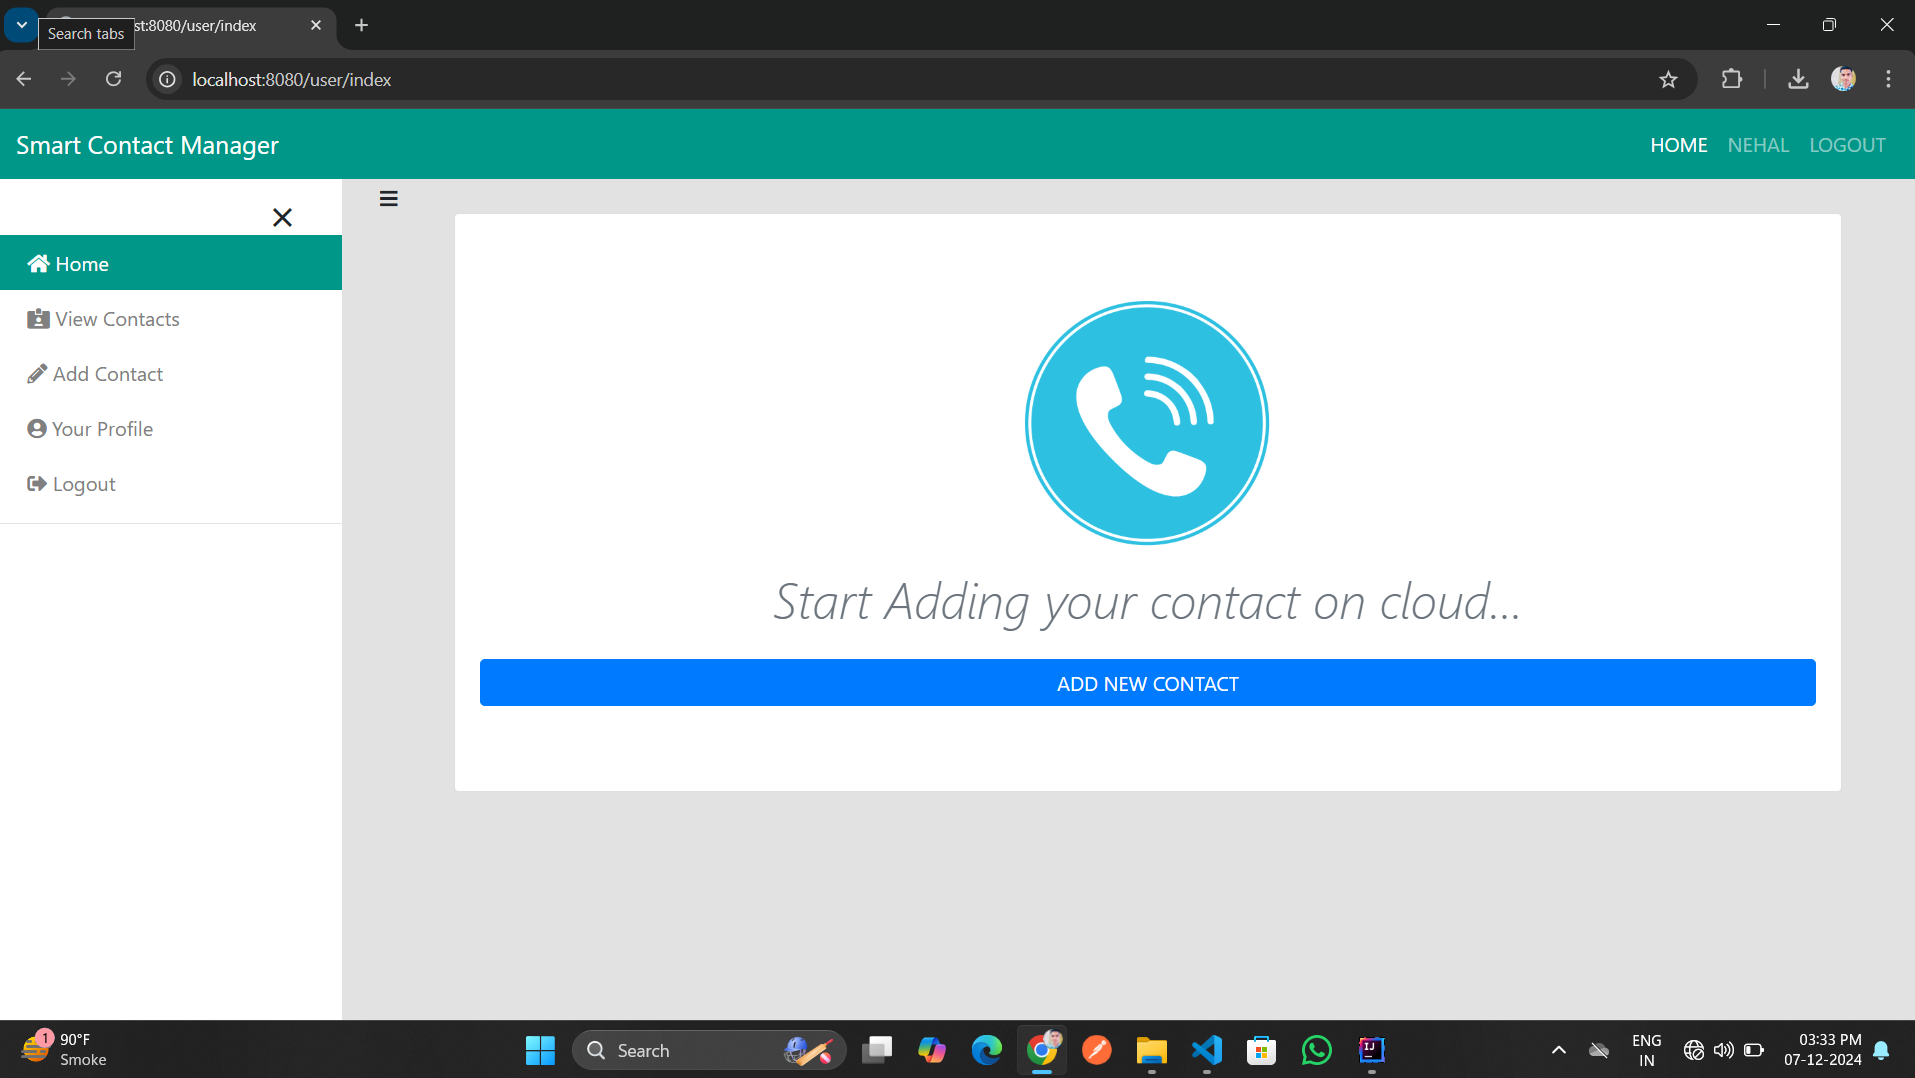 st:8080/user/index
Search tabs
localhost:8080/user/index
Smart Contact Manager
HOME NEHAL LOGOUT
Home
View Contacts
Add Contact
Your Profile
Logout
Start Adding your contact on cloud...
ADD NEW CONTACT
1
90°F
Smoke
Search
IJ
ENG
IN
03:33 PM
07-12-2024